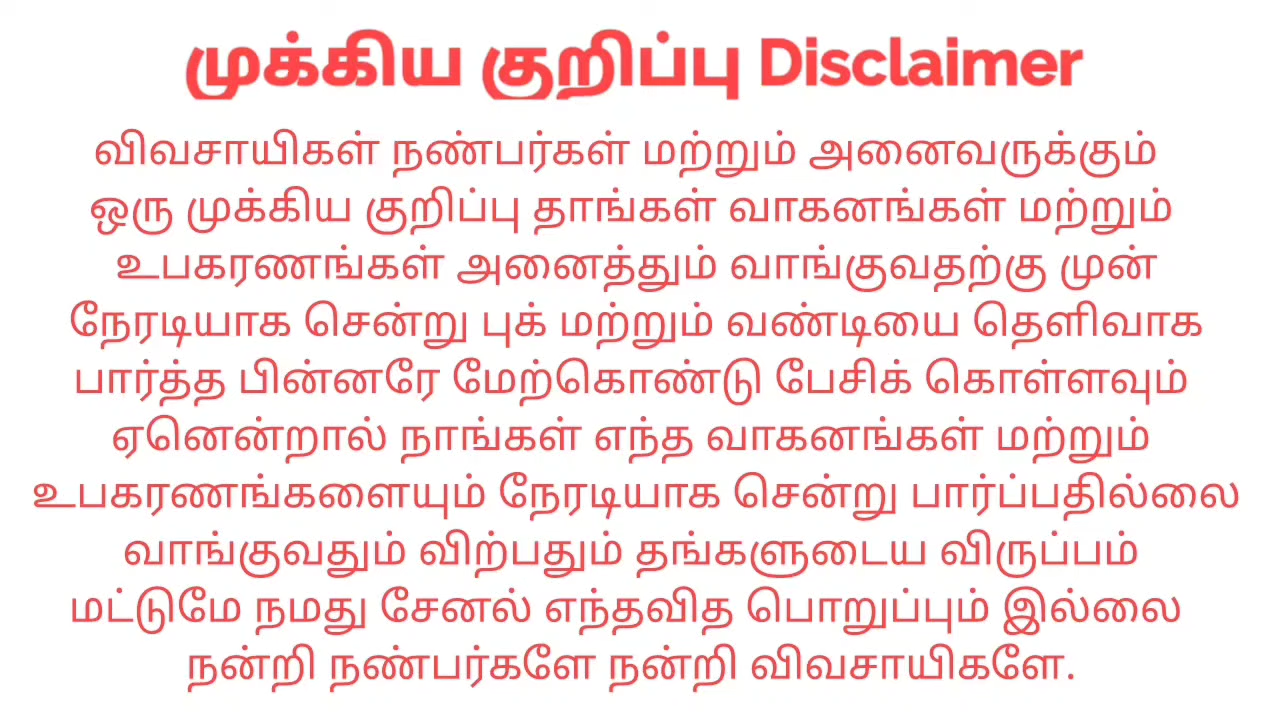 முக்கிய குறிப்பு Disclaimer
விவசாயிகள் நண்பர்கள் மற்றும் அனைவருக்கும்
ஒரு முக்கிய குறிப்பு தாங்கள் வாகனங்கள் மற்றும்
உபகரணங்கள் அனைத்தும் வாங்குவதற்கு முன்
நேரடியாக சென்று புக் மற்றும் வண்டியை தெளிவாக
பார்த்த பின்னரே மேற்கொண்டு பேசிக் கொள்ளவும்
ஏனென்றால் நாங்கள் எந்த வாகனங்கள் மற்றும்
உபகரணங்களையும் நேரடியாக சென்று பார்ப்பதில்லை
வாங்குவதும் விற்பதும் தங்களுடைய விருப்பம்
மட்டுமே நமது சேனல் எந்தவித பொறுப்பும் இல்லை
நன்றி நண்பர்களே நன்றி விவசாயிகளே.